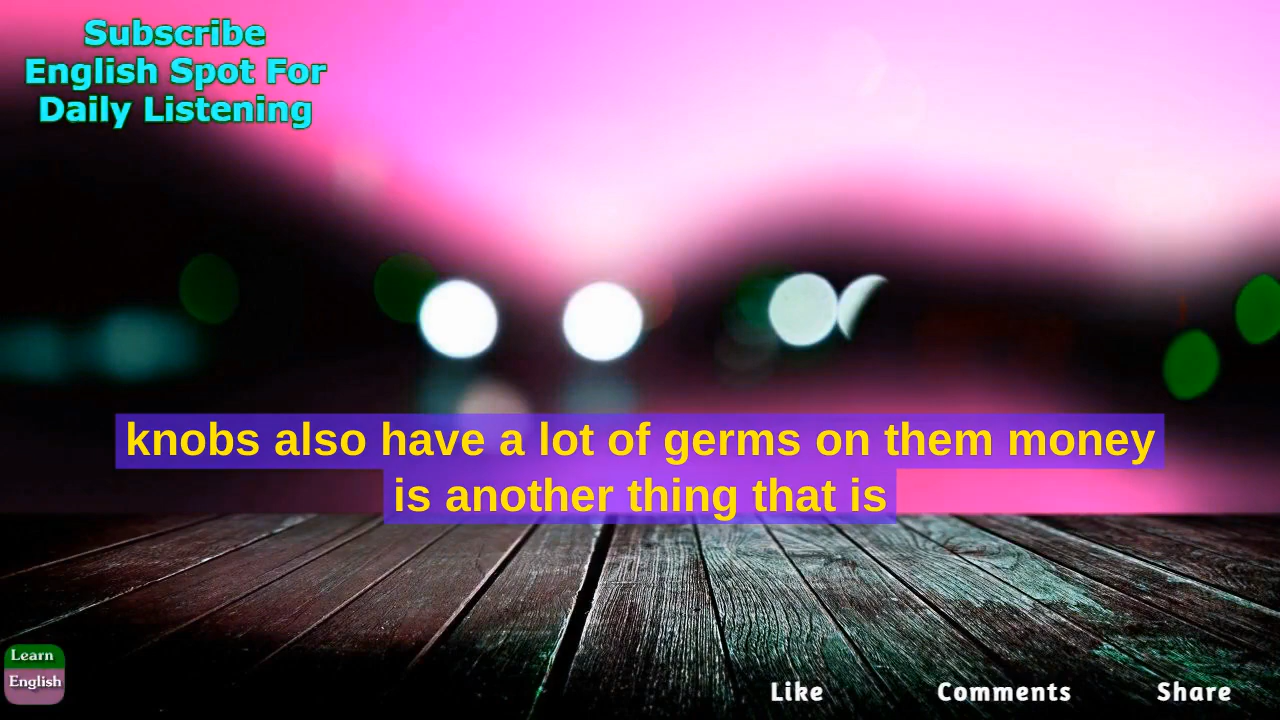 Subscribe
English Spot For
Daily Listening
knobs also have a lot of germs on them money
is another thing that is
Learn
English
Like Comments Share